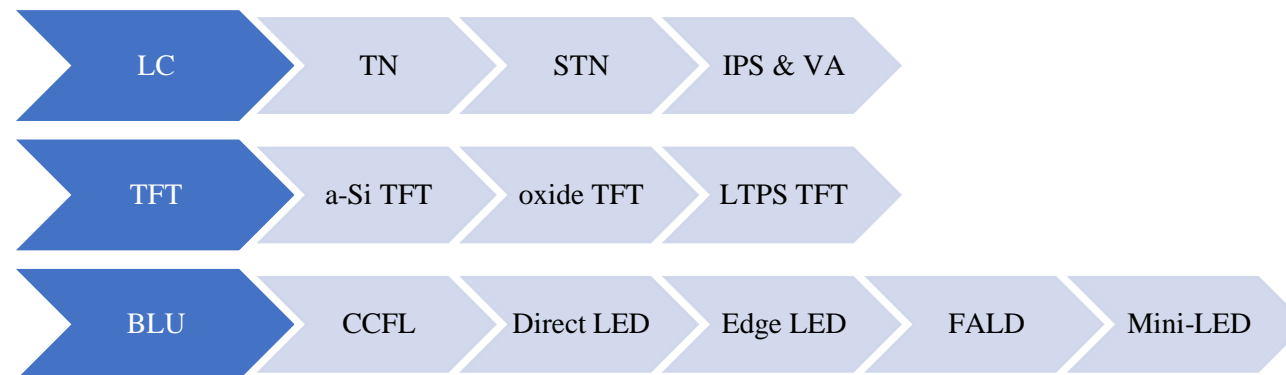 LC TN STN IPS & VA
TFT a-Si TFT oxide TFT LTPS TFT
BLU CCFL Direct LED Edge LED FALD Mini-LED